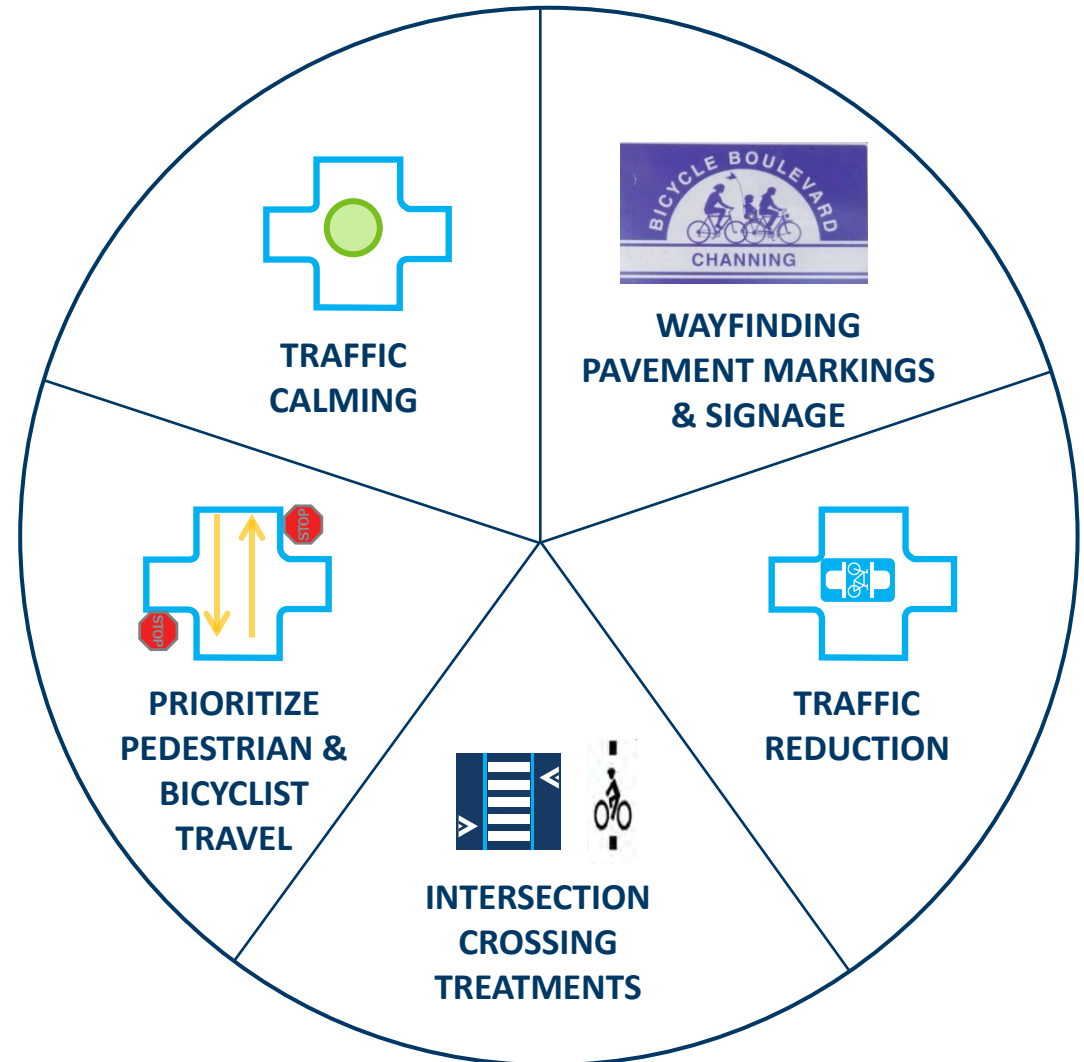 TRAFFIC
CALMING
BICYCLE BOULEVARD
CHANNING
WAYFINDING
PAVEMENT MARKINGS
& SIGNAGE
STOP
STOP
PRIORITIZE
PEDESTRIAN &
BICYCLIST
TRAVEL
TRAFFIC
REDUCTION
INTERSECTION
CROSSING
TREATMENTS